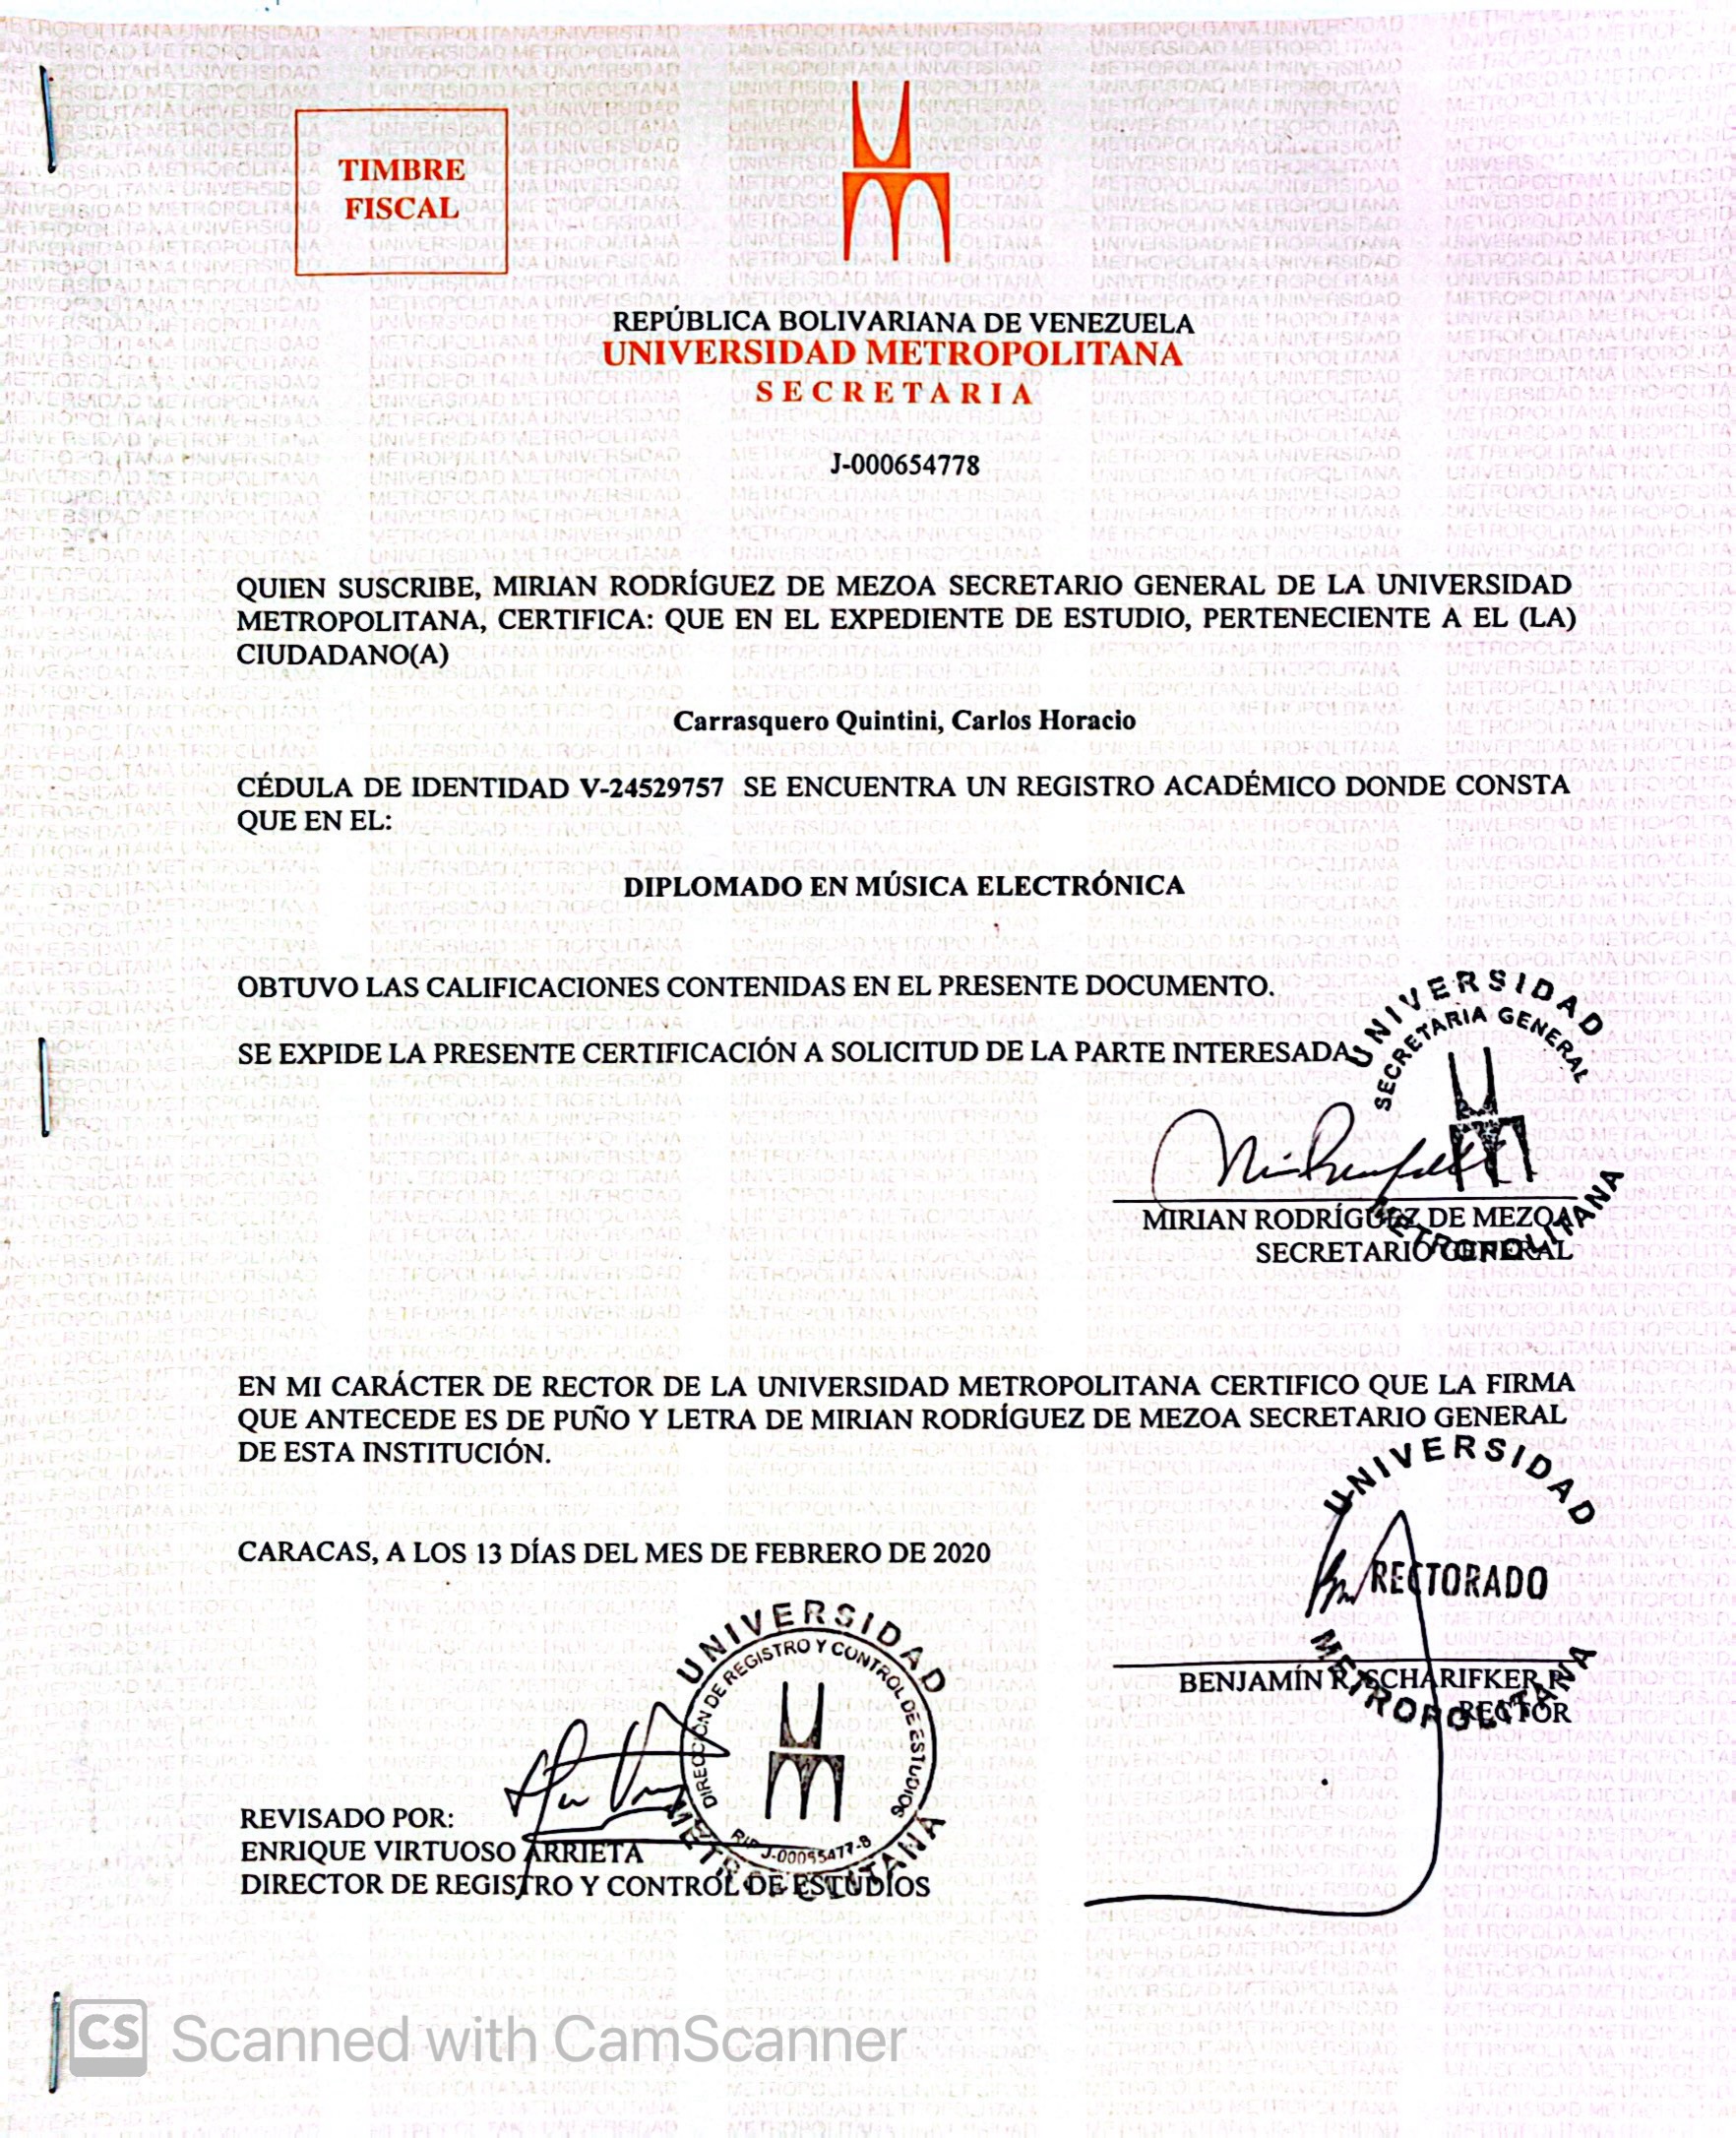 TIMBRE
FISCAL
REPÚBLICA BOLIVARIANA DE VENEZUELA
UNIVERSIDAD METROPOLITANA
SECRETARIA
J-000654778
QUIEN SUSCRIBE, MIRIAN RODRÍGUEZ DE MEZOA SECRETARIO GENERAL DE LA UNIVERSIDAD
METROPOLITANA, CERTIFICA: QUE EN EL EXPEDIENTE DE ESTUDIO, PERTENECIENTE A EL (LA)
CIUDADANO(A)
Carrasquero Quintini, Carlos Horacio
CÉDULA DE IDENTIDAD V-24529757 SE ENCUENTRA UN REGISTRO ACADÉMICO DONDE CONSTA
QUE EN EL:
DIPLOMADO EN MÚSICA ELECTRÓNICA
OBTUVO LAS CALIFICACIONES CONTENIDAS EN EL PRESENTE DOCUMENTO.
SE EXPIDE LA PRESENTE CERTIFICACIÓN A SOLICITUD DE LA PARTE INTERESADA
UNIVERSIDAD
SECRETARIA GENERAL
METROPOLITANA
MIRIAN RODRÍGUEZ DE MEZOA
SECRETARIO GENERAL
EN MI CARÁCTER DE RECTOR DE LA UNIVERSIDAD METROPOLITANA CERTIFICO QUE LA FIRMA
QUE ANTECEDE ES DE PUÑO Y LETRA DE MIRIAN RODRÍGUEZ DE MEZOA SECRETARIO GENERAL
DE ESTA INSTITUCIÓN.
CARACAS, A LOS 13 DÍAS DEL MES DE FEBRERO DE 2020
UNIVERSIDAD
RECTORADO
METROPOLITANA
BENJAMÍN R. SCHARIFKER P.
RECTOR
UNIVERSIDAD
DIRECCIÓN DE REGISTRO Y CONTROL DE ESTUDIOS
METROPOLITANA
REVISADO POR:
ENRIQUE VIRTUOSO ARRIETA
DIRECTOR DE REGISTRO Y CONTROL DE ESTUDIOS
CS Scanned with CamScanner